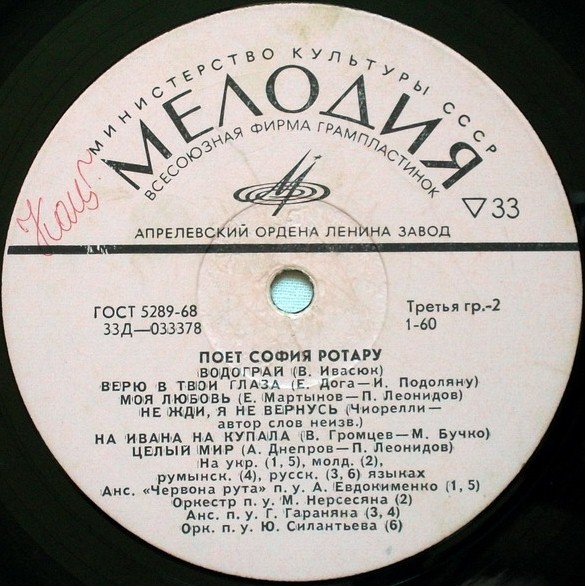 МИНИСТЕРСТВО КУЛЬТУРЫ СССР
МЕЛОДИЯ
ВСЕСОЮЗНАЯ ФИРМА ГРАМПЛАСТИНОК
▽33
АПРЕЛЕВСКИЙ ОРДЕНА ЛЕНИНА ЗАВОД
ГОСТ 5289-68
33Д—033378
Третья гр.-2
1-60
ПОЕТ СОФИЯ РОТАРУ
ВОДОГРАЙ (В. Ивасюк)
ВЕРЮ В ТВОИ ГЛАЗА (Е. Дога—И. Подоляну)
МОЯ ЛЮБОВЬ (Е. Мартынов—П. Леонидов)
НЕ ЖДИ, Я НЕ ВЕРНУСЬ (Чиорелли—
автор слов неизв.)
НА ИВАНА НА КУПАЛА (В. Громцев—М. Бучко)
ЦЕЛЫЙ МИР (А. Днепров—П. Леонидов)
На укр. (1, 5), молд. (2),
румынск. (4), русск. (3, 6) языках
Анс. «Червона рута» п. у. А. Евдокименко (1, 5)
Оркестр п. у. М. Нерсесяна (2)
Анс. п. у. Г. Гараняна (3, 4)
Орк. п. у. Ю. Силантьева (6)